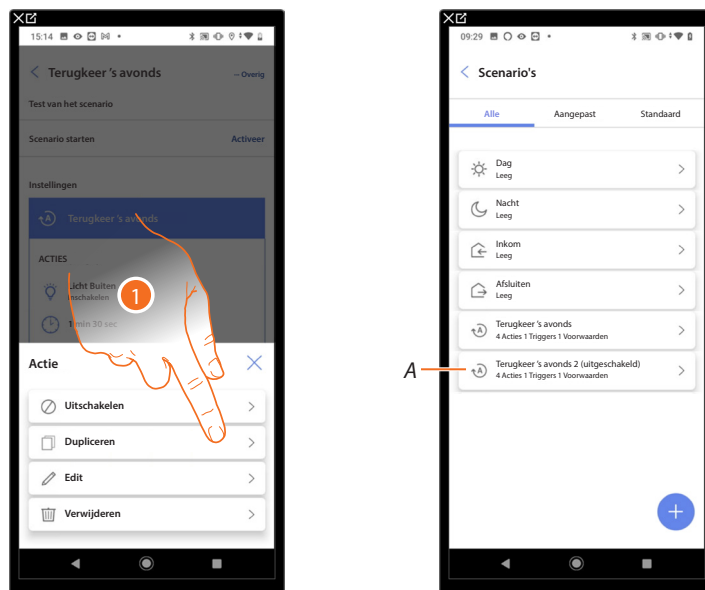 15:14
Terugkeer 's avonds
— Overig
Test van het scenario
Scenario starten
Activeer
Instellingen
Terugkeer 's avonds
ACTIES
Licht Buiten
Inschakelen
1 min 30 sec
1
Actie
Uitschakelen
Dupliceren
Edit
Verwijderen
09:29
Scenario's
Alle
Aangepast
Standaard
Dag
Leeg
Nacht
Leeg
Inkom
Leeg
Afsluiten
Leeg
Terugkeer 's avonds
4 Acties 1 Triggers 1 Voorwaarden
A
Terugkeer 's avonds 2 (uitgeschakeld)
4 Acties 1 Triggers 1 Voorwaarden